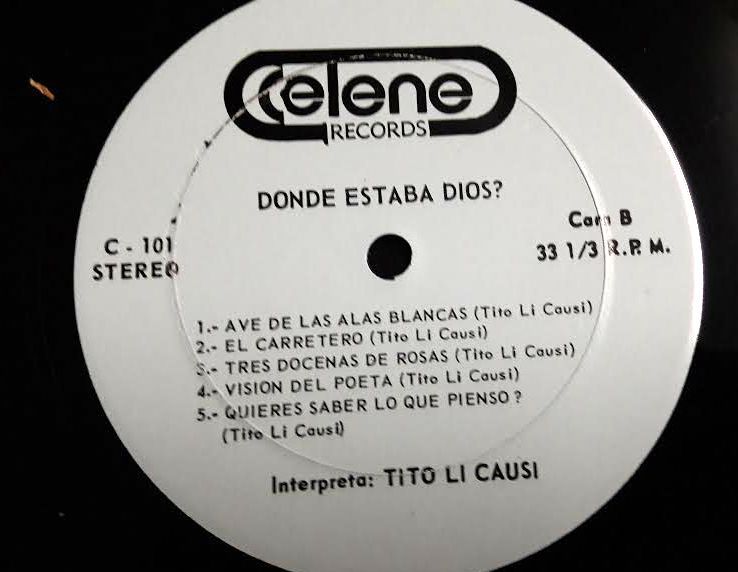 Celene
RECORDS
DONDE ESTABA DIOS?
C - 101
STEREO
Cara B
33 1/3 R.P.M.
1.- AVE DE LAS ALAS BLANCAS (Tito Li Causi)
2.- EL CARRETERO (Tito Li Causi)
3.- TRES DOCENAS DE ROSAS (Tito Li Causi)
4.- VISION DEL POETA (Tito Li Causi)
5.- QUIERES SABER LO QUE PIENSO?
(Tito Li Causi)
Interpreta: TiTO LI CAUSI